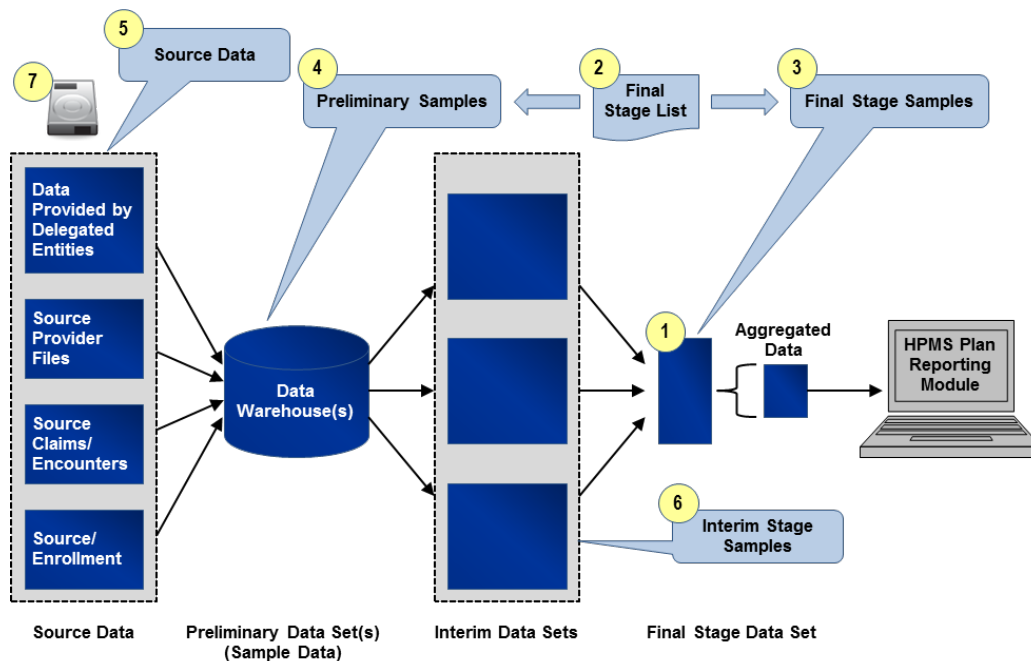 5
Source Data
7
4
Preliminary Samples
2
Final
Stage List
3
Final Stage Samples
Data
Provided by
Delegated
Entities
Source
Provider
Files
Source
Claims/
Encounters
Source/
Enrollment
Data
Warehouse(s)
1
Aggregated
Data
HPMS Plan
Reporting
Module
6
Interim Stage
Samples
Source Data
Preliminary Data Set(s)
(Sample Data)
Interim Data Sets
Final Stage Data Set